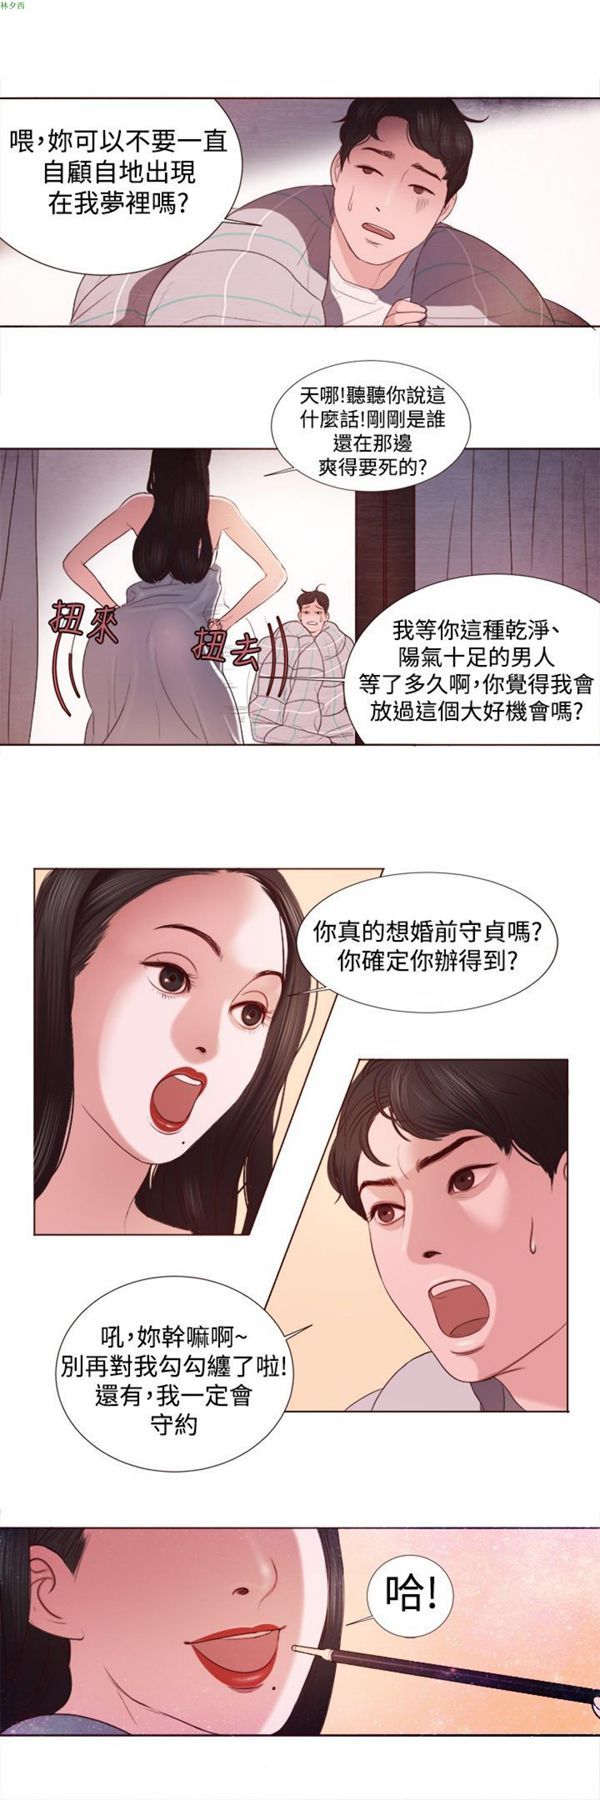 林夕西
喂，妳可以不要一直
自顧自地出現
在我夢裡嗎?
天哪!聽聽你說這
什麼話!剛剛是誰
還在那邊
爽得要死的?
扭來
扭去
我等你這種乾淨、
陽氣十足的男人
等了多久啊，你覺得我會
放過這個大好機會嗎?
你真的想婚前守貞嗎?
你確定你辦得到?
吼，妳幹嘛啊~
別再對我勾勾纏了啦!
還有，我一定會
守約
哈!